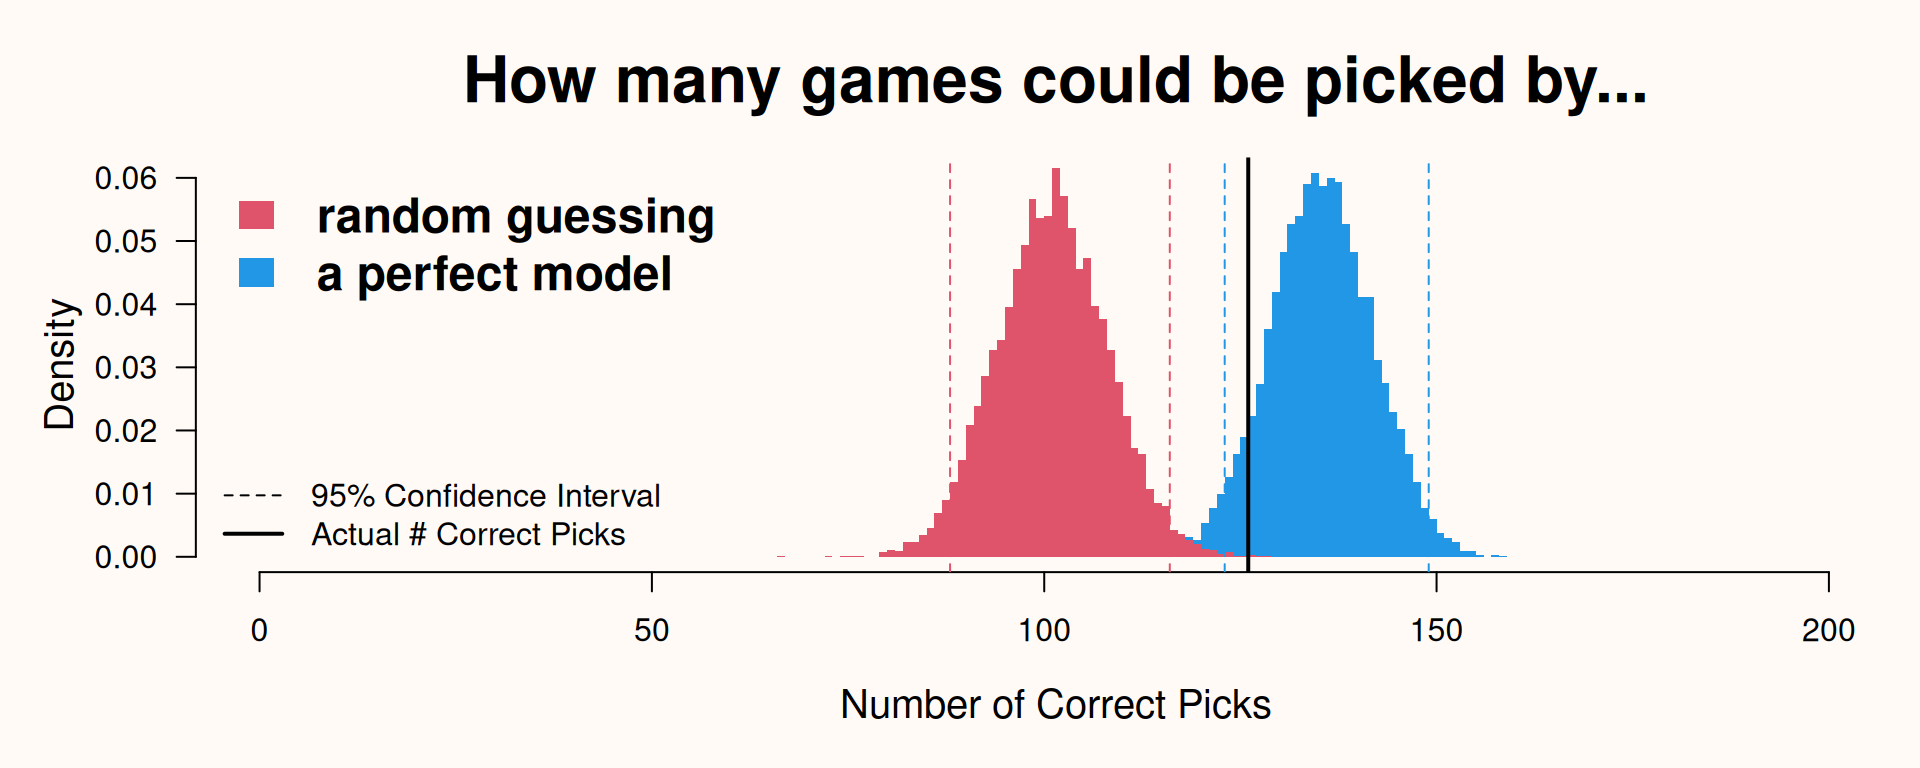 How many games could be picked by...
random guessing
a perfect model
95% Confidence Interval
Actual # Correct Picks
Density
0.06
0.05
0.04
0.03
0.02
0.01
0.00
0 50 100 150 200
Number of Correct Picks